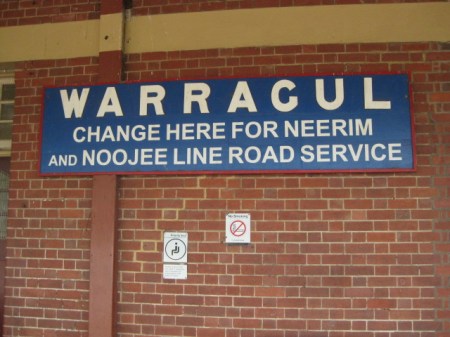 WARRAGUL
CHANGE HERE FOR NEERIM
AND NOOJEE LINE ROAD SERVICE